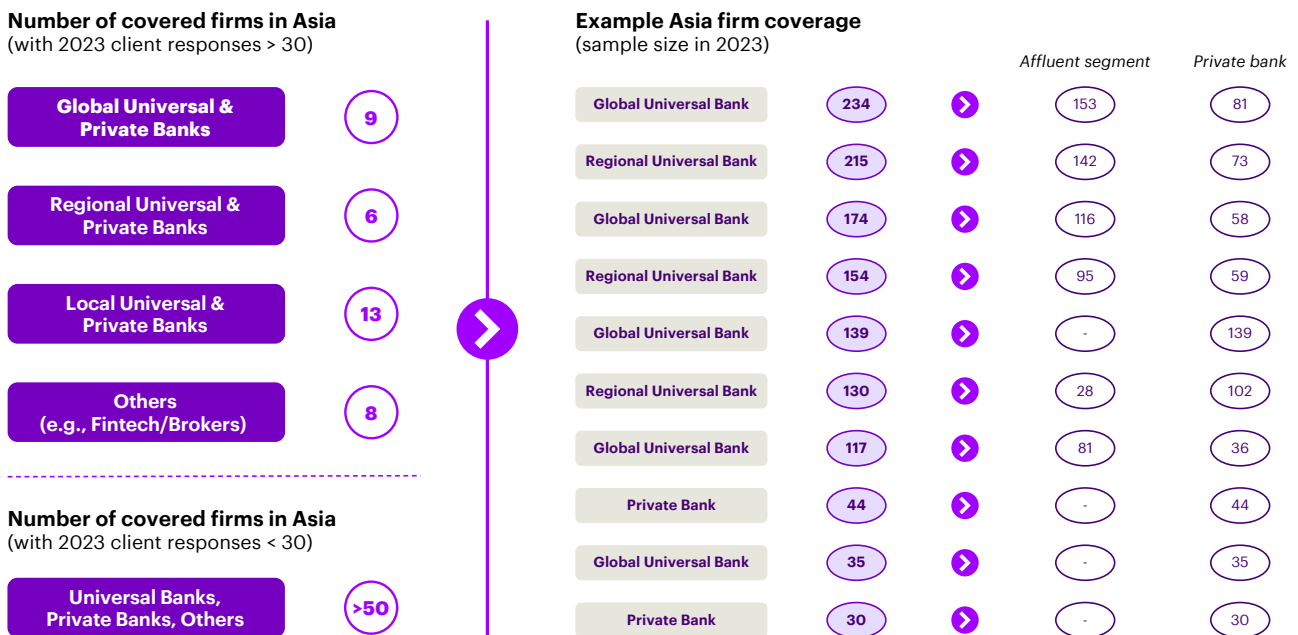 Number of covered firms in Asia
(with 2023 client responses > 30)
Global Universal &
Private Banks
9
Regional Universal &
Private Banks
6
Local Universal &
Private Banks
13
Others
(e.g., Fintech/Brokers)
8
Number of covered firms in Asia
(with 2023 client responses < 30)
Universal Banks,
Private Banks, Others
>50
Example Asia firm coverage
(sample size in 2023)
Affluent segment Private bank
Global Universal Bank 234 153 81
Regional Universal Bank 215 142 73
Global Universal Bank 174 116 58
Regional Universal Bank 154 95 59
Global Universal Bank 139 - 139
Regional Universal Bank 130 28 102
Global Universal Bank 117 81 36
Private Bank 44 - 44
Global Universal Bank 35 - 35
Private Bank 30 - 30